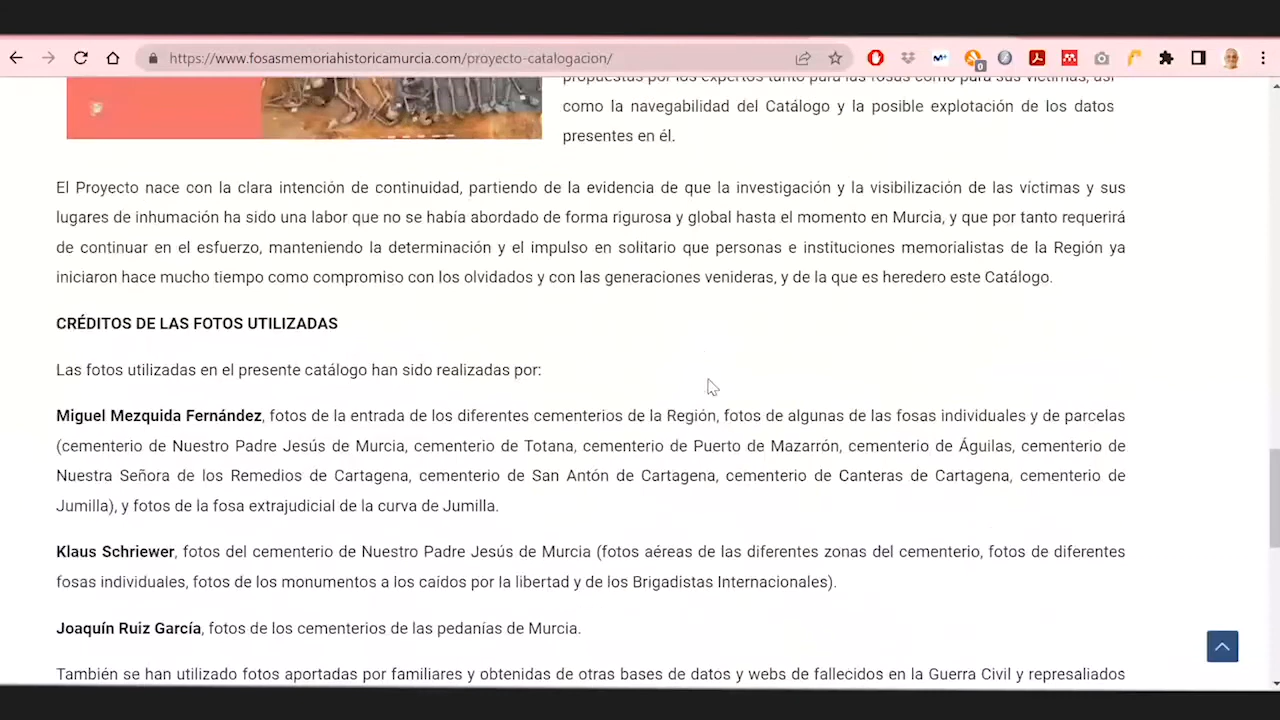 https://www.fosasmemoriahistoricamurcia.com/proyecto-catalogacion/
0
propuestas por los expertos tanto para las fosas como para sus víctimas, así
como la navegabilidad del Catálogo y la posible explotación de los datos
presentes en él.
El Proyecto nace con la clara intención de continuidad, partiendo de la evidencia de que la investigación y la visibilización de las víctimas y sus
lugares de inhumación ha sido una labor que no se había abordado de forma rigurosa y global hasta el momento en Murcia, y que por tanto requerirá
de continuar en el esfuerzo, manteniendo la determinación y el impulso en solitario que personas e instituciones memorialistas de la Región ya
iniciaron hace mucho tiempo como compromiso con los olvidados y con las generaciones venideras, y de la que es heredero este Catálogo.
CRÉDITOS DE LAS FOTOS UTILIZADAS
Las fotos utilizadas en el presente catálogo han sido realizadas por:
Miguel Mezquida Fernández, fotos de la entrada de los diferentes cementerios de la Región, fotos de algunas de las fosas individuales y de parcelas
(cementerio de Nuestro Padre Jesús de Murcia, cementerio de Totana, cementerio de Puerto de Mazarrón, cementerio de Águilas, cementerio de
Nuestra Señora de los Remedios de Cartagena, cementerio de San Antón de Cartagena, cementerio de Canteras de Cartagena, cementerio de
Jumilla), y fotos de la fosa extrajudicial de la curva de Jumilla.
Klaus Schriewer, fotos del cementerio de Nuestro Padre Jesús de Murcia (fotos aéreas de las diferentes zonas del cementerio, fotos de diferentes
fosas individuales, fotos de los monumentos a los caídos por la libertad y de los Brigadistas Internacionales).
Joaquín Ruiz García, fotos de los cementerios de las pedanías de Murcia.
También se han utilizado fotos aportadas por familiares y obtenidas de otras bases de datos y webs de fallecidos en la Guerra Civil y represaliados